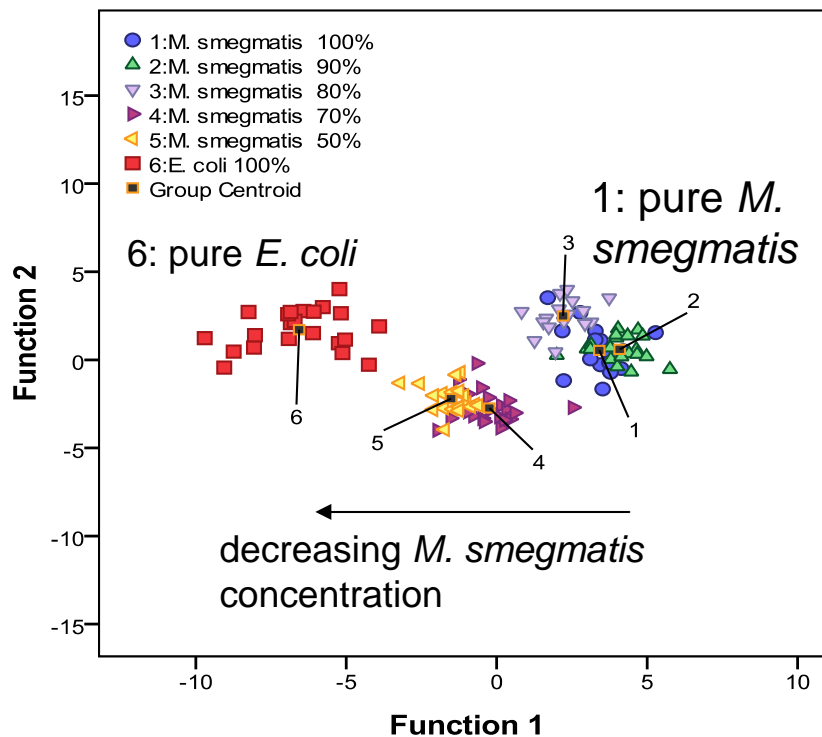 1:M. smegmatis 100%
2:M. smegmatis 90%
3:M. smegmatis 80%
4:M. smegmatis 70%
5:M. smegmatis 50%
6:E. coli 100%
Group Centroid
1: pure M.
smegmatis
6: pure E. coli
3
2
6
5
4
1
decreasing M. smegmatis
concentration
15
10
5
0
-5
-10
-15
Function 2
-10
-5
0
5
10
Function 1